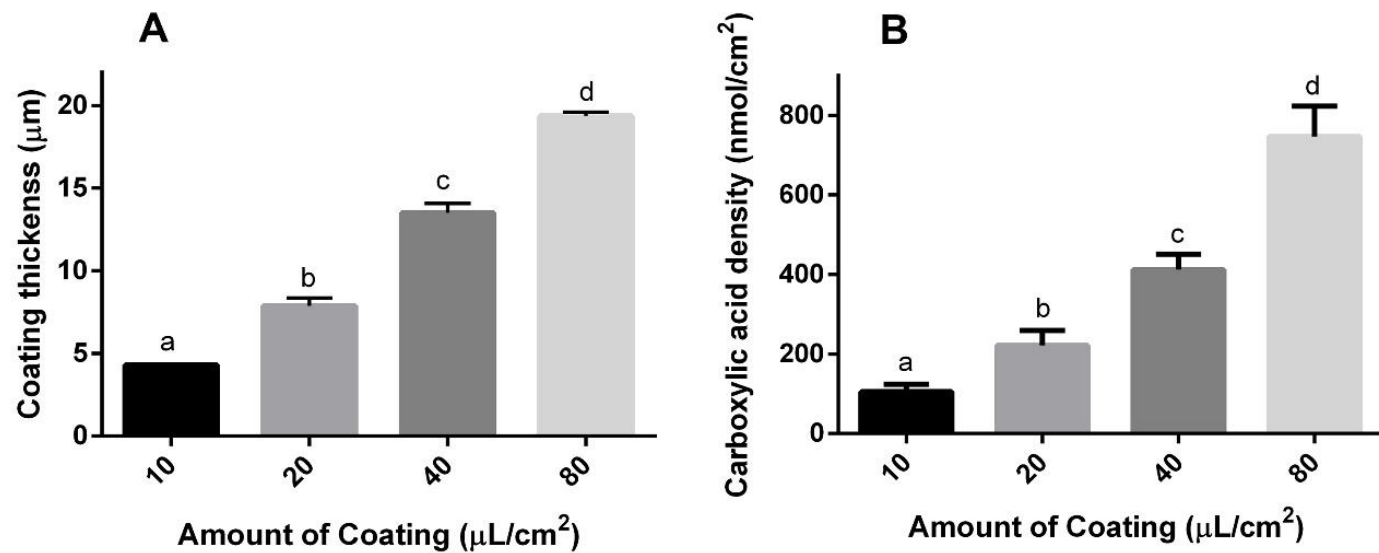 A
Coating thickenss (μm)
20
15
10
5
0
a
b
c
d
10
20
40
80
Amount of Coating (μL/cm²)
B
Carboxylic acid density (nmol/cm²)
800
600
400
200
0
a
b
c
d
10
20
40
80
Amount of Coating (μL/cm²)